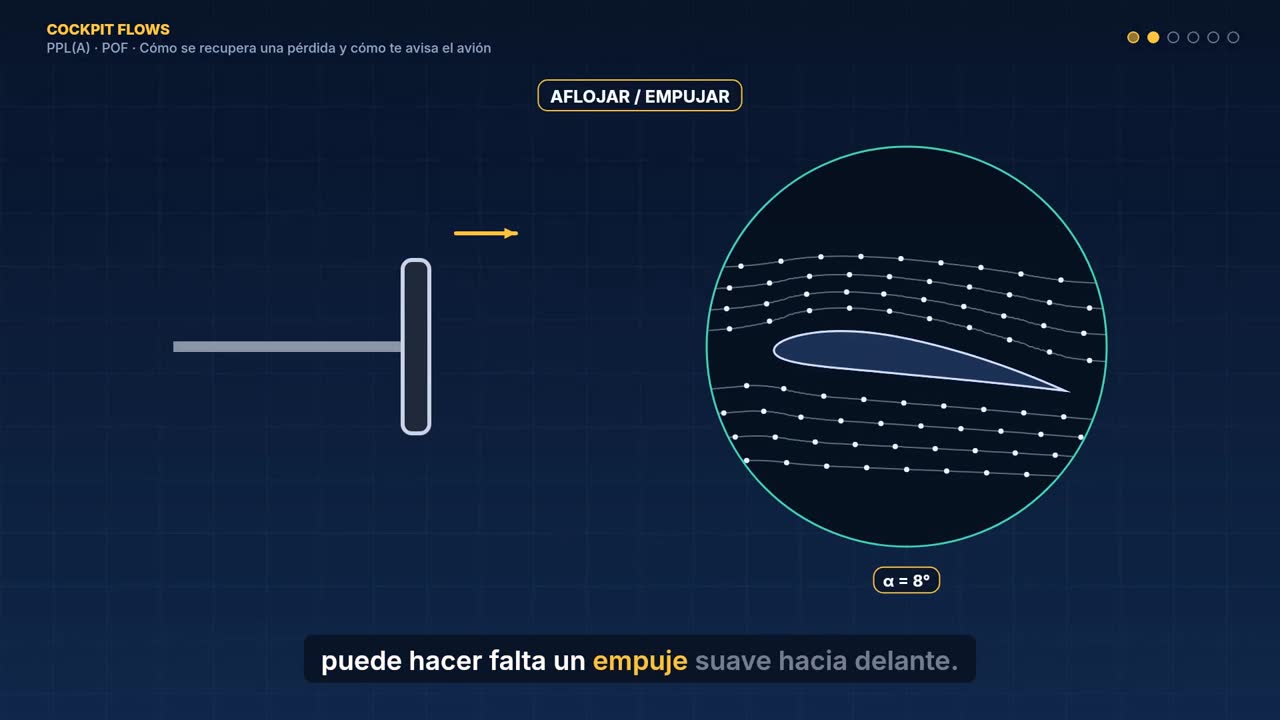 COCKPIT FLOWS
PPL(A) · POF · Cómo se recupera una pérdida y cómo te avisa el avión
AFLOJAR / EMPUJAR
α = 8°
puede hacer falta un empuje suave hacia delante.